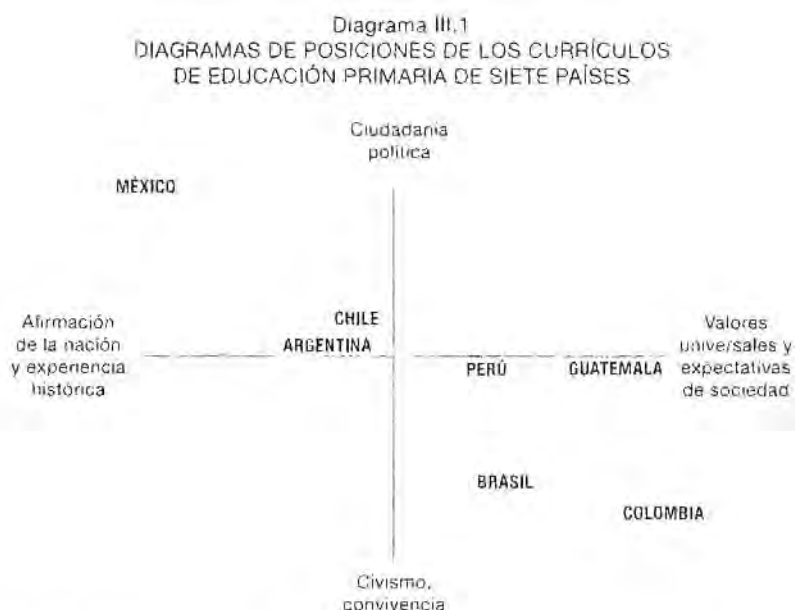 Diagrama III.1
DIAGRAMAS DE POSICIONES DE LOS CURRÍCULOS
DE EDUCACIÓN PRIMARIA DE SIETE PAÍSES
Ciudadanía
política
MÉXICO
Afirmación
de la nación
y experiencia
histórica
CHILE
ARGENTINA
PERÚ
GUATEMALA
Valores
universales y
expectativas
de sociedad
BRASIL
COLOMBIA
Civismo,
convivencia